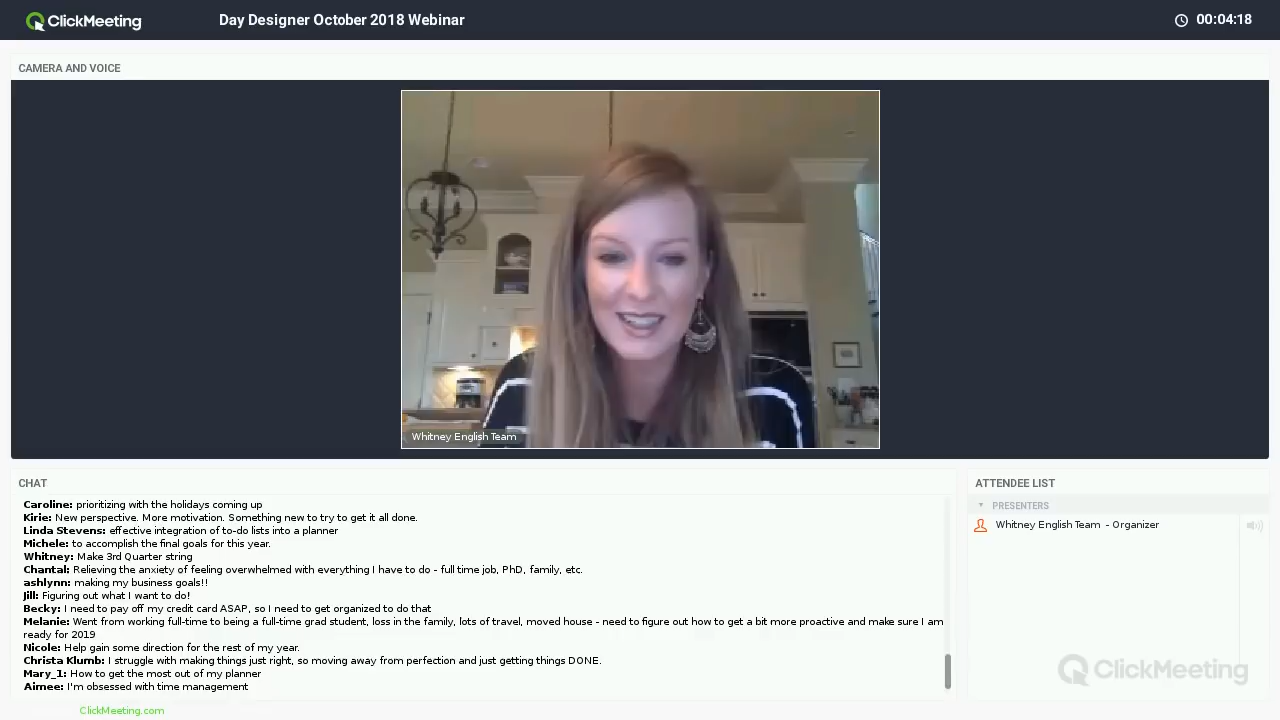 ClickMeeting
Day Designer October 2018 Webinar
00:04:18
CAMERA AND VOICE
Whitney English Team
CHAT
Caroline: prioritizing with the holidays coming up
Kirie: New perspective. More motivation. Something new to try to get it all done.
Linda Stevens: effective integration of to-do lists into a planner
Michele: to accomplish the final goals for this year.
Whitney: Make 3rd Quarter string
Chantal: Relieving the anxiety of feeling overwhelmed with everything I have to do - full time job, PhD, family, etc.
ashlynn: making my business goals!!
Jill: Figuring out what I want to do!
Becky: I need to pay off my credit card ASAP, so I need to get organized to do that
Melanie: Went from working full-time to being a full-time grad student, loss in the family, lots of travel, moved house - need to figure out how to get a bit more proactive and make sure I am
ready for 2019
Nicole: Help gain some direction for the rest of my year.
Christa Klumb: I struggle with making things just right, so moving away from perfection and just getting things DONE.
Mary_1: How to get the most out of my planner
Aimee: I'm obsessed with time management
ATTENDEE LIST
PRESENTERS
Whitney English Team - Organizer
ClickMeeting
ClickMeeting.com